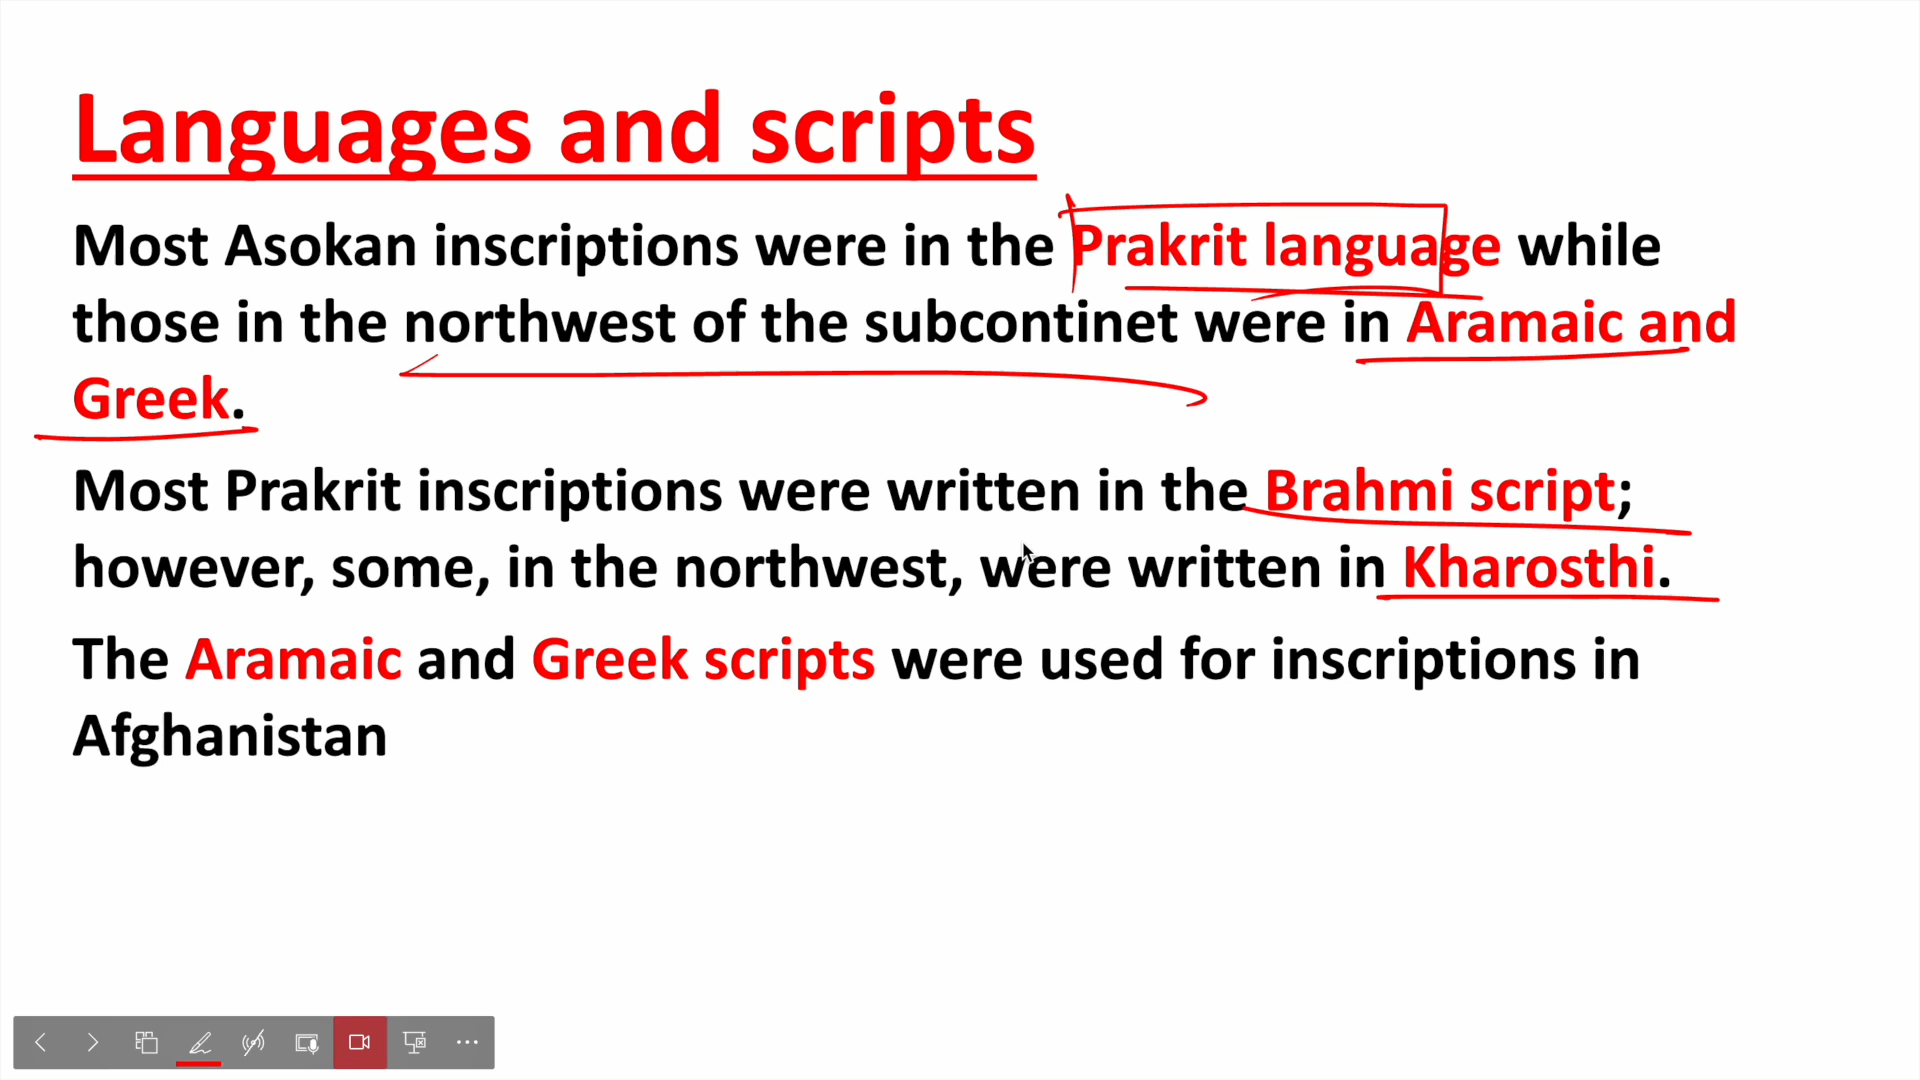 Languages and scripts
Most Asokan inscriptions were in the Prakrit language while
those in the northwest of the subcontinet were in Aramaic and
Greek.
Most Prakrit inscriptions were written in the Brahmi script;
however, some, in the northwest, were written in Kharosthi.
The Aramaic and Greek scripts were used for inscriptions in
Afghanistan